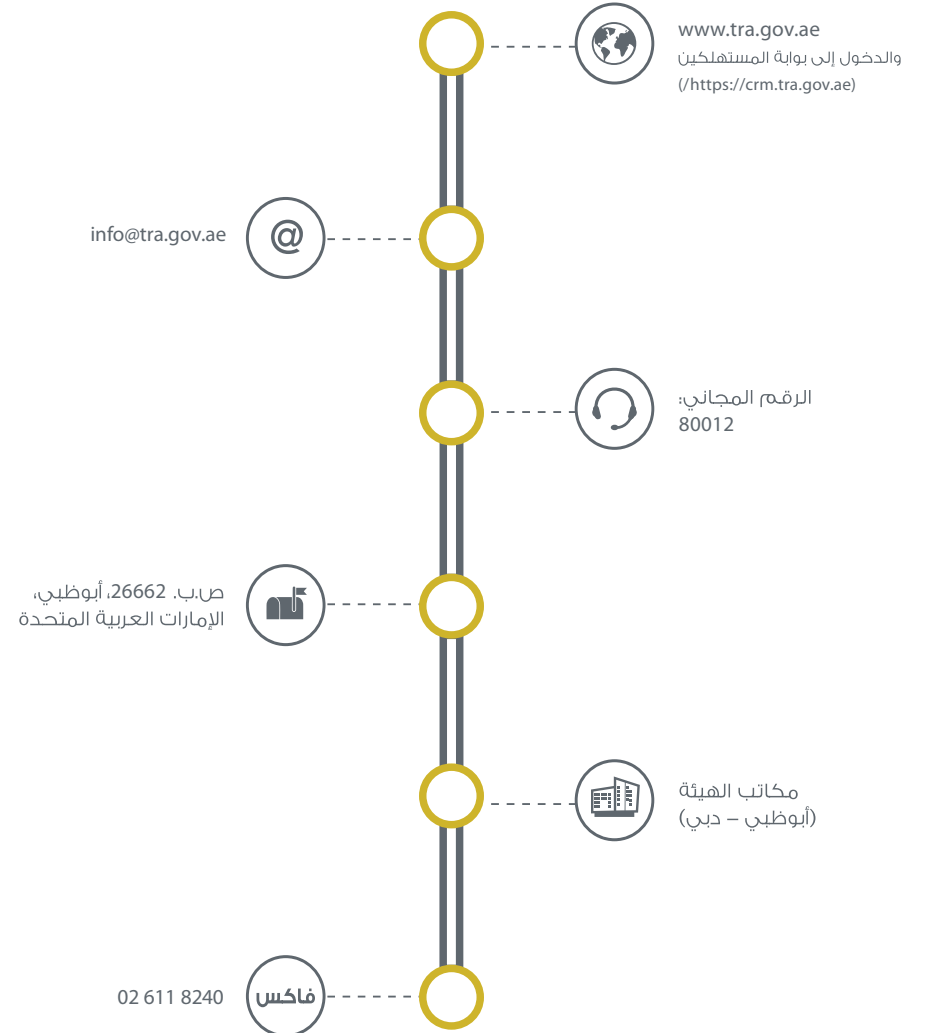 www.tra.gov.ae
والدخول إلى بوابة المستهلكين
(https://crm.tra.gov.ae/)
@
info@tra.gov.ae
الرقم المجاني:
80012
ص.ب. 26662، أبوظبي،
الإمارات العربية المتحدة
مكاتب الهيئة
(أبوظبي – دبي)
فاكس
02 611 8240